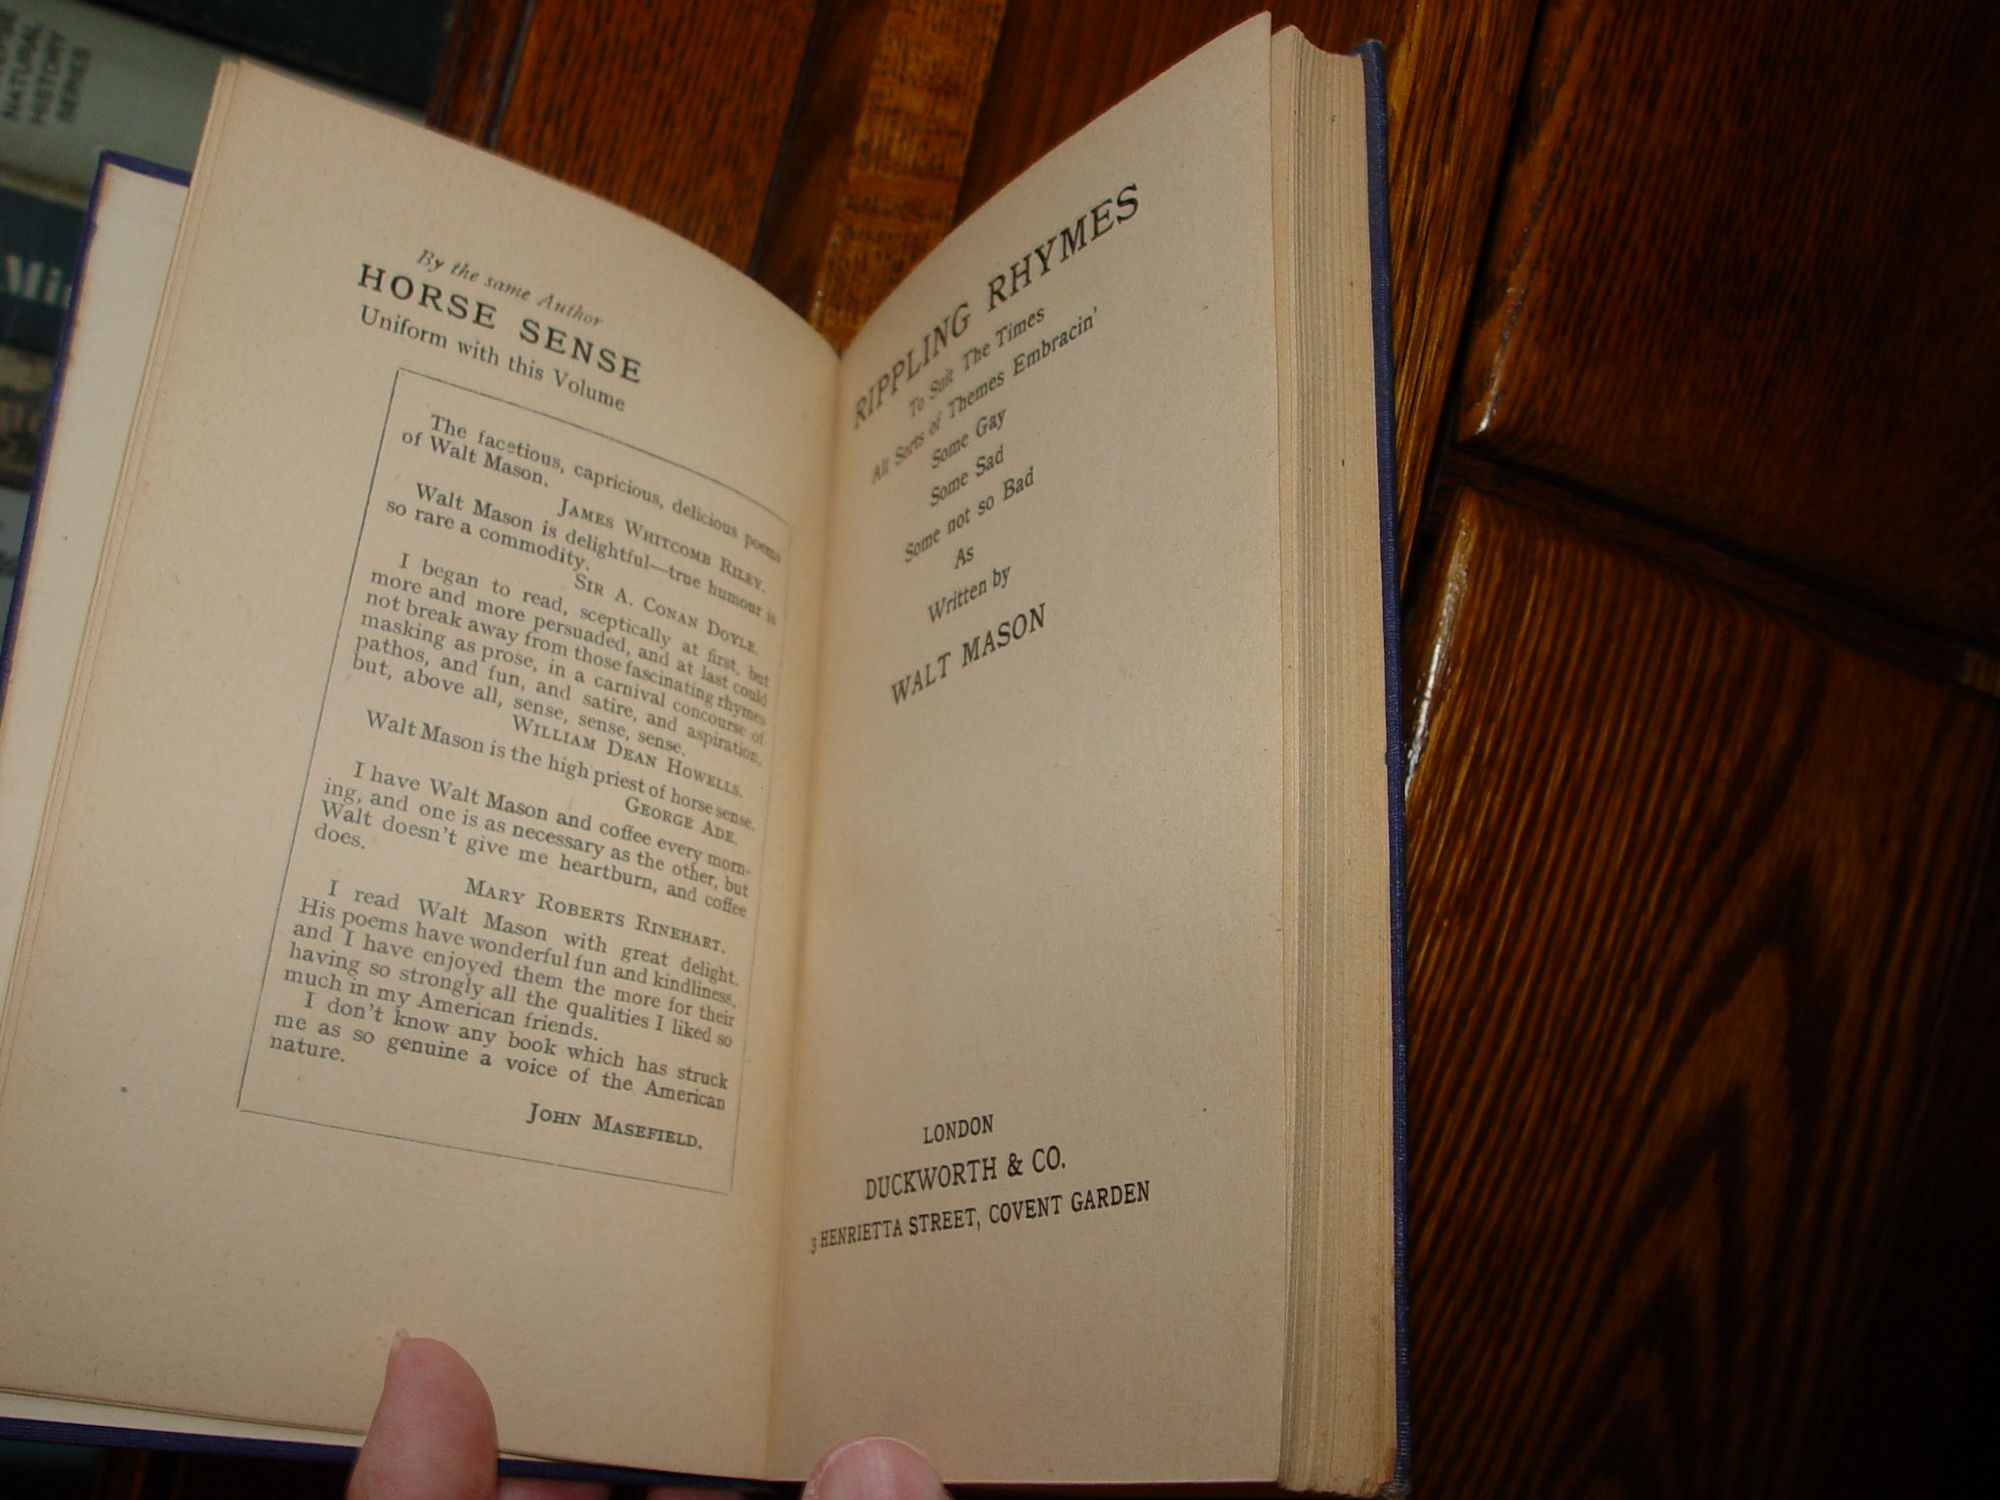 NATURAL
HISTORY
SERIES
By the same Author
HORSE SENSE
Uniform with this Volume
The facetious, capricious, delicious poems
of Walt Mason.
JAMES WHITCOMB RILEY.
Walt Mason is delightful—true humour is
so rare a commodity.
SIR A. CONAN DOYLE.
I began to read, sceptically at first, but
more and more persuaded, and at last could
not break away from those fascinating rhymes
masking as prose, in a carnival concourse of
pathos, and fun, and satire, and aspiration,
but, above all, sense, sense, sense.
WILLIAM DEAN HOWELLS.
Walt Mason is the high priest of horse sense.
GEORGE ADE.
I have Walt Mason and coffee every morn-
ing, and one is as necessary as the other, but
Walt doesn't give me heartburn, and coffee
does.
MARY ROBERTS RINEHART.
I read Walt Mason with great delight.
His poems have wonderful fun and kindliness,
and I have enjoyed them the more for their
having so strongly all the qualities I liked so
much in my American friends.
I don't know any book which has struck
me as so genuine a voice of the American
nature.
JOHN MASEFIELD.
RIPPLING RHYMES
To Suit The Times
All Sorts of Themes Embracin'
Some Gay
Some Sad
Some not so Bad
As
Written by
WALT MASON
LONDON
DUCKWORTH & CO.
3 HENRIETTA STREET, COVENT GARDEN